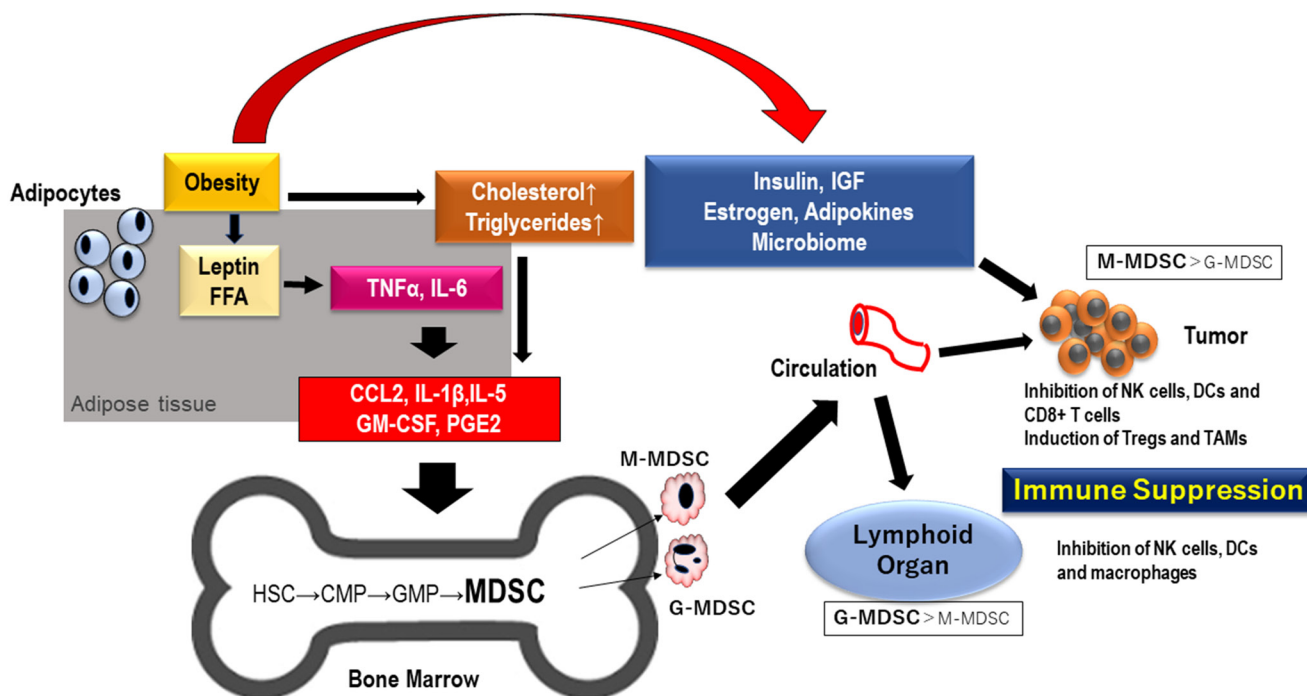 Adipocytes
Obesity
Cholesterol↑
Triglycerides↑
Insulin, IGF
Estrogen, Adipokines
Microbiome
Leptin
FFA
TNFα, IL-6
M-MDSC > G-MDSC
Tumor
Circulation
Adipose tissue
CCL2, IL-1β,IL-5
GM-CSF, PGE2
Inhibition of NK cells, DCs and
CD8+ T cells
Induction of Tregs and TAMs
M-MDSC
Immune Suppression
Lymphoid
Organ
Inhibition of NK cells, DCs
and macrophages
HSC→CMP→GMP→MDSC
G-MDSC
G-MDSC > M-MDSC
Bone Marrow